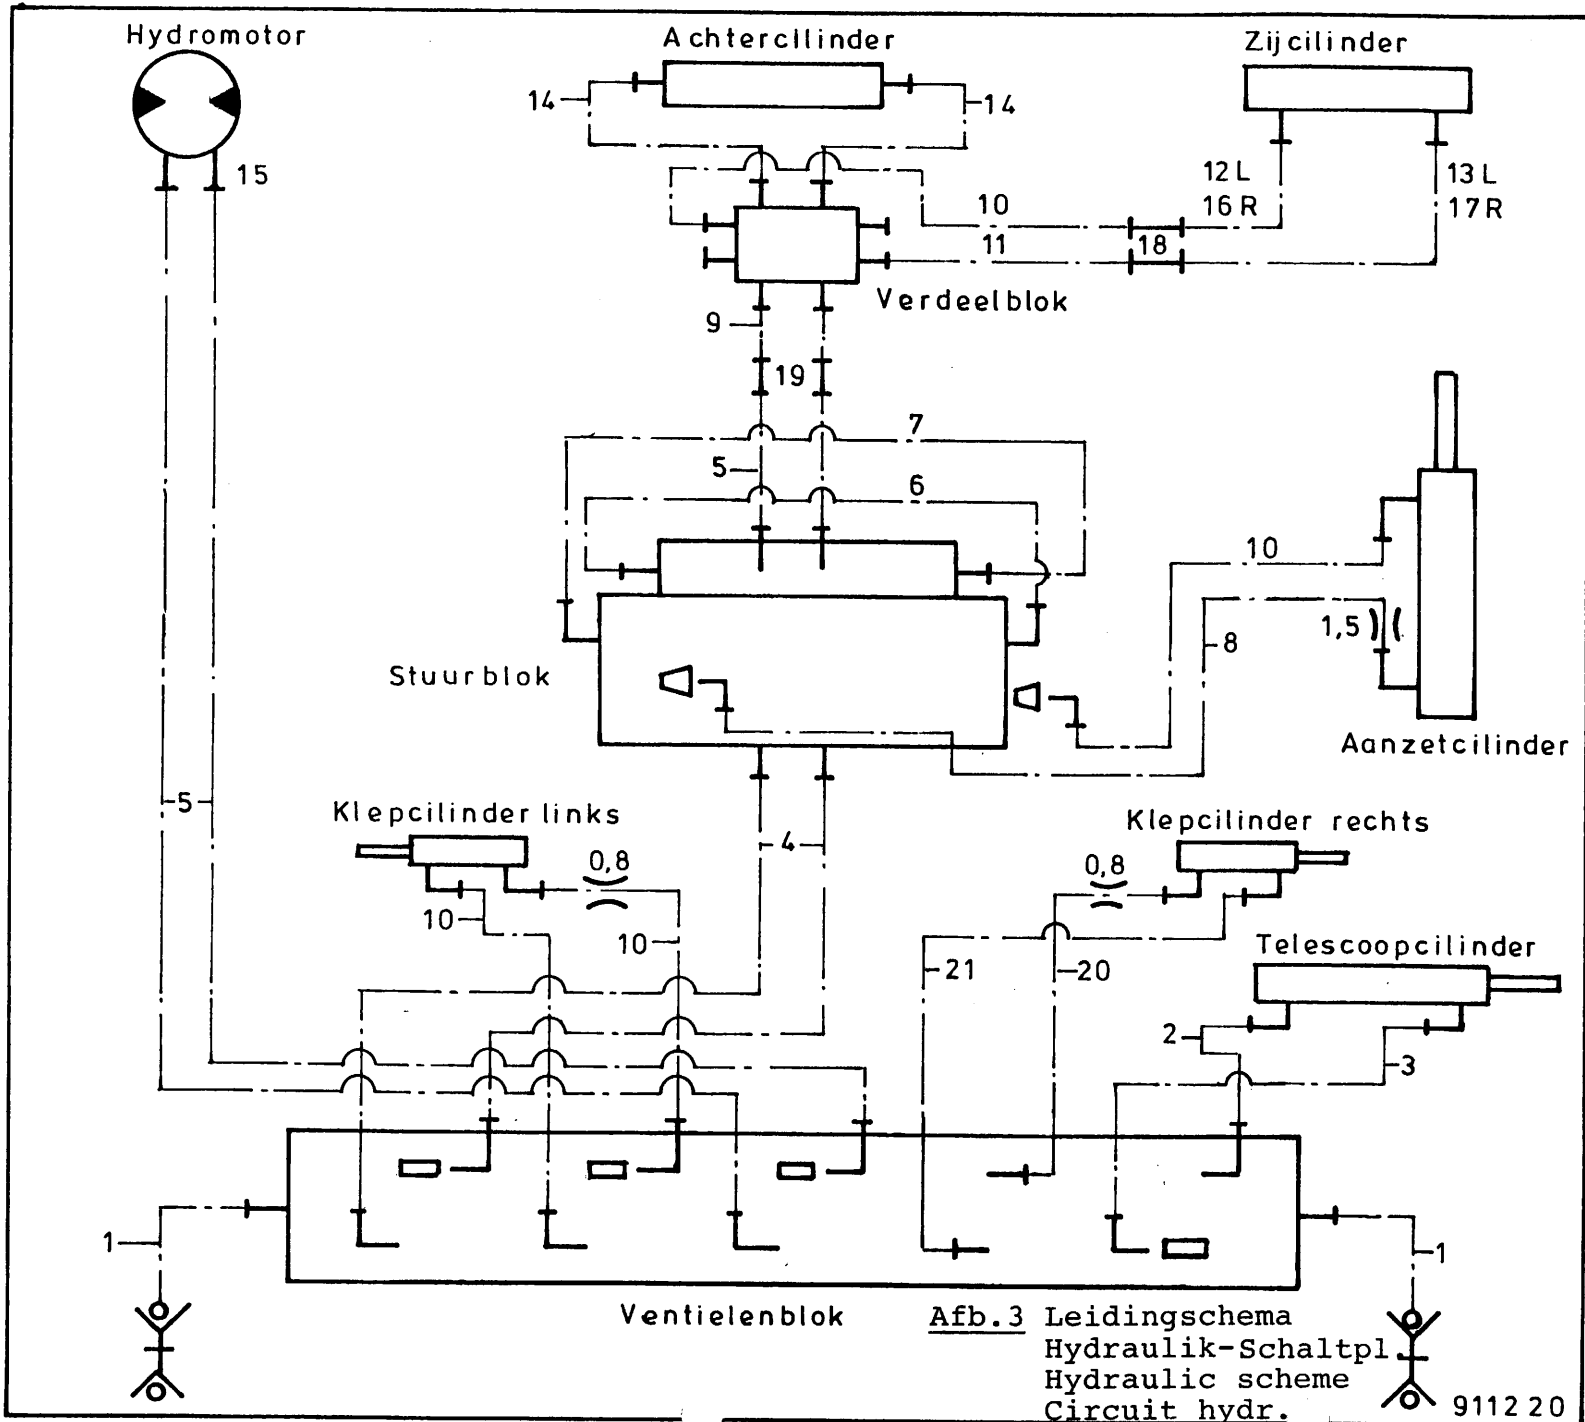 Hydromotor
Achtercilinder
Zijcilinder
14
14
15
12 L
16 R
13 L
17 R
10
11
18
Verdeelblok
9
19
7
5
6
10
1,5
8
Stuurblok
Aanzetcilinder
5
Klepcilinder links
4
Klepcilinder rechts
0,8
0,8
10
10
21
20
Telescoopcilinder
2
3
1
1
Ventielenblok
Afb.3 Leidingschema
Hydraulik-Schaltpl
Hydraulic scheme
Circuit hydr.
9112 20